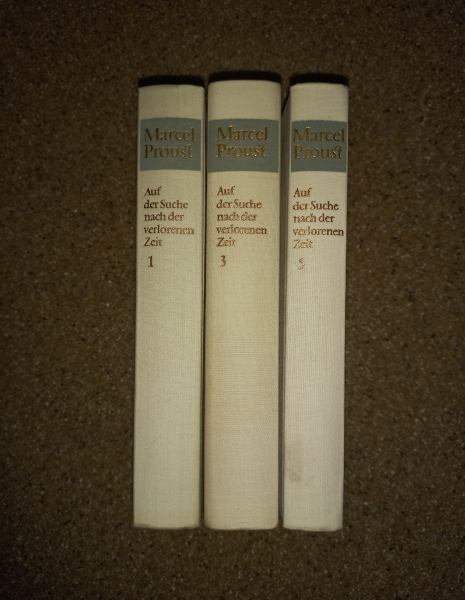 Marcel
Proust
Auf
der Suche
nach der
verlorenen
Zeit
1
Marcel
Proust
Auf
der Suche
nach der
verlorenen
Zeit
3
Marcel
Proust
Auf
der Suche
nach der
verlorenen
Zeit
5